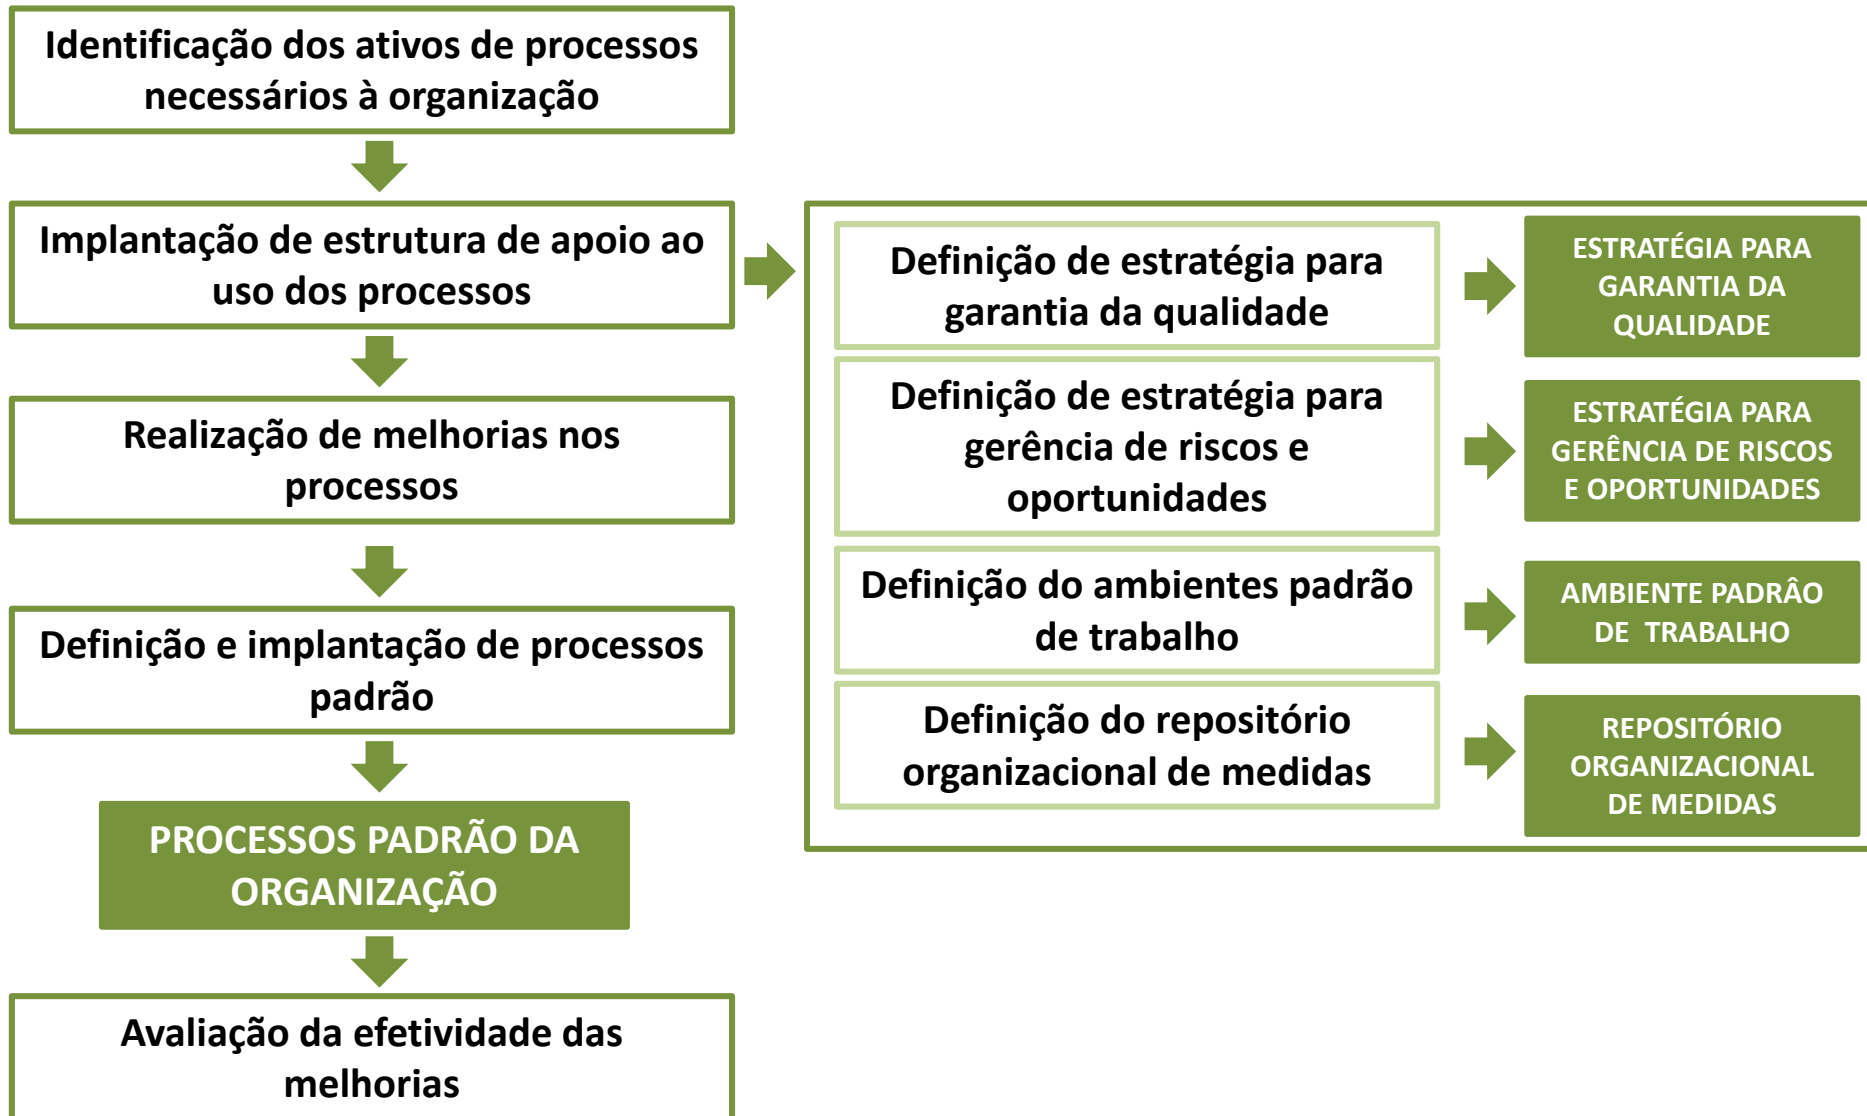 Identificação dos ativos de processos
necessários à organização
Implantação de estrutura de apoio ao
uso dos processos
Realização de melhorias nos
processos
Definição e implantação de processos
padrão
PROCESSOS PADRÃO DA
ORGANIZAÇÃO
Avaliação da efetividade das
melhorias
Definição de estratégia para
garantia da qualidade
ESTRATÉGIA PARA
GARANTIA DA
QUALIDADE
Definição de estratégia para
gerência de riscos e
oportunidades
ESTRATÉGIA PARA
GERÊNCIA DE RISCOS
E OPORTUNIDADES
Definição do ambientes padrão
de trabalho
AMBIENTE PADRÂO
DE TRABALHO
Definição do repositório
organizacional de medidas
REPOSITÓRIO
ORGANIZACIONAL
DE MEDIDAS